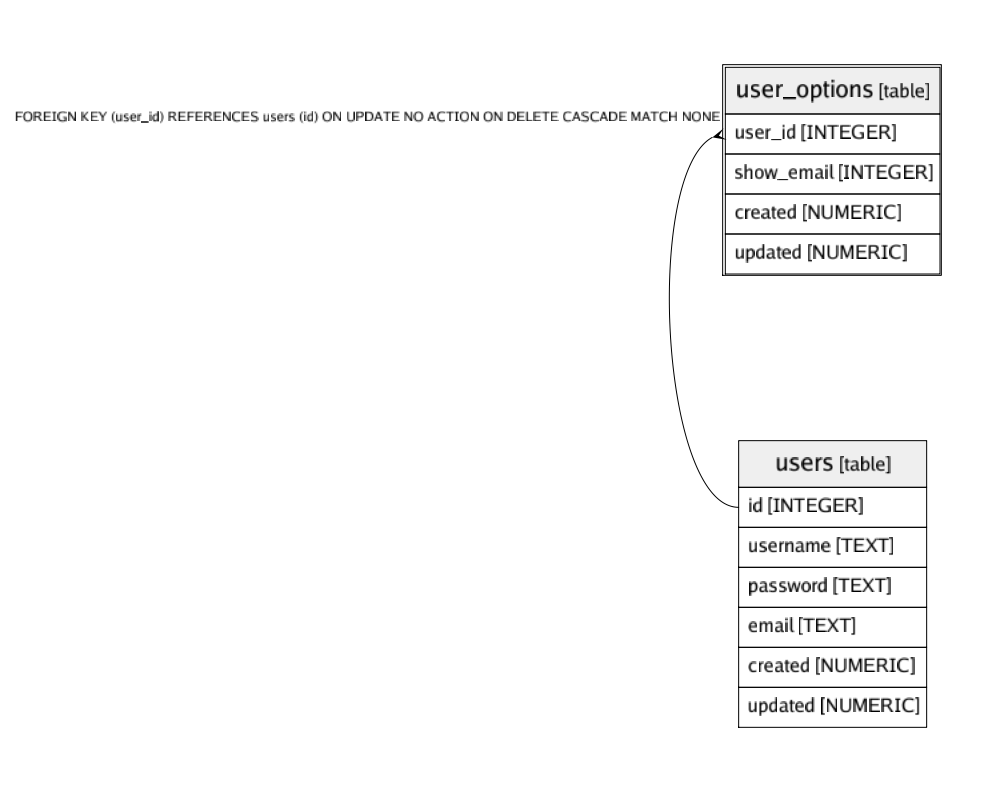 user_options [table]
FOREIGN KEY (user_id) REFERENCES users (id) ON UPDATE NO ACTION ON DELETE CASCADE MATCH NONE
user_id [INTEGER]
show_email [INTEGER]
created [NUMERIC]
updated [NUMERIC]
users [table]
id [INTEGER]
username [TEXT]
password [TEXT]
email [TEXT]
created [NUMERIC]
updated [NUMERIC]